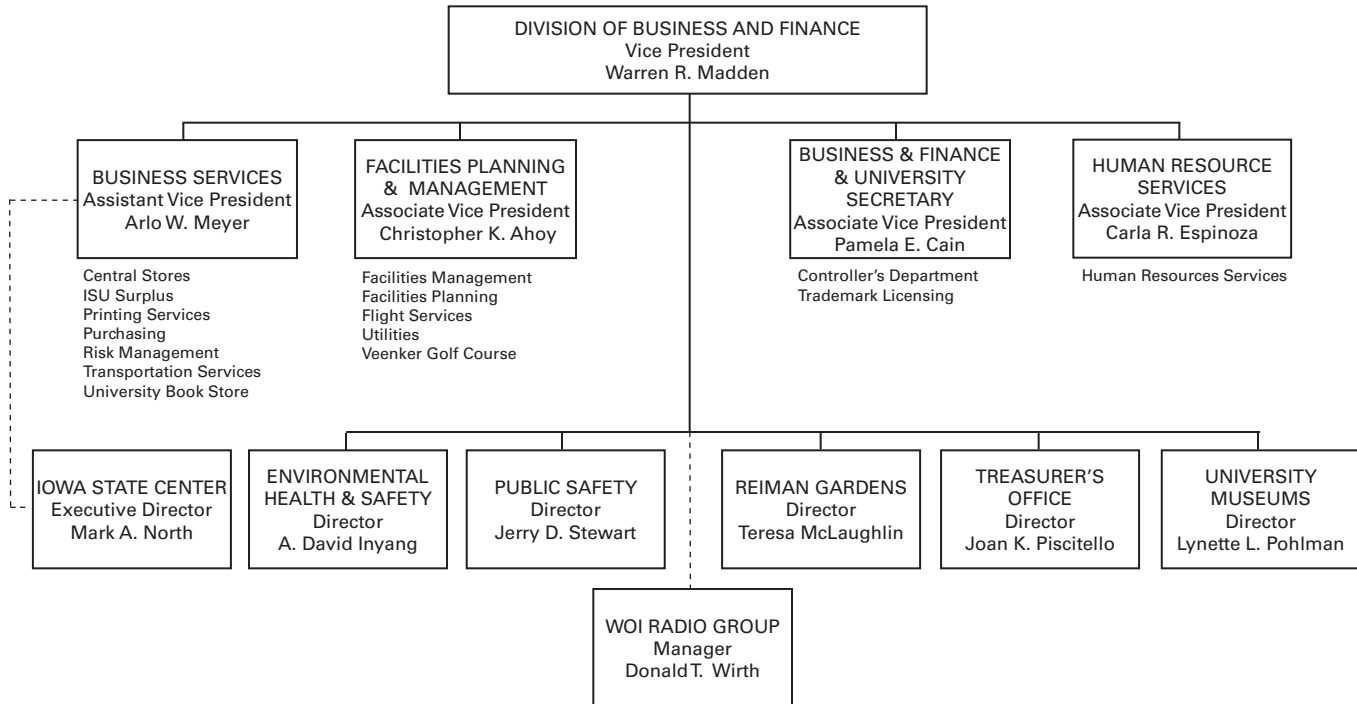 DIVISION OF BUSINESS AND FINANCE
Vice President
Warren R. Madden
BUSINESS SERVICES
Assistant Vice President
Arlo W. Meyer
Central Stores
ISU Surplus
Printing Services
Purchasing
Risk Management
Transportation Services
University Book Store
FACILITIES PLANNING
& MANAGEMENT
Associate Vice President
Christopher K. Ahoy
Facilities Management
Facilities Planning
Flight Services
Utilities
Veenker Golf Course
BUSINESS & FINANCE
& UNIVERSITY
SECRETARY
Associate Vice President
Pamela E. Cain
Controller's Department
Trademark Licensing
HUMAN RESOURCE
SERVICES
Associate Vice President
Carla R. Espinoza
Human Resources Services
IOWA STATE CENTER
Executive Director
Mark A. North
ENVIRONMENTAL
HEALTH & SAFETY
Director
A. David Inyang
PUBLIC SAFETY
Director
Jerry D. Stewart
REIMAN GARDENS
Director
Teresa McLaughlin
TREASURER'S
OFFICE
Director
Joan K. Piscitello
UNIVERSITY
MUSEUMS
Director
Lynette L. Pohlman
WOI RADIO GROUP
Manager
Donald T. Wirth